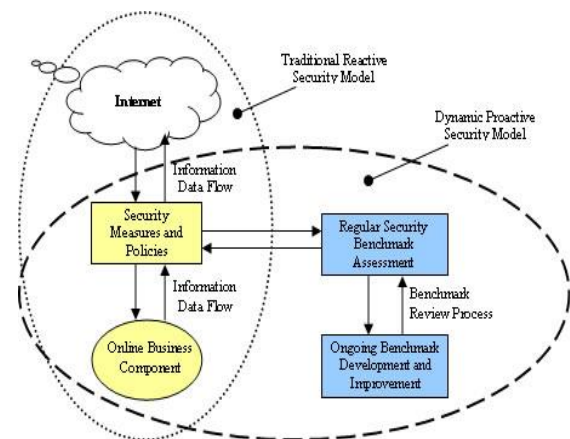 Traditional Reactive
Security Model
Internet
Dynamic Proactive
Security Model
Information
Data Flow
Security
Measures and
Policies
Regular Security
Benchmark
Assessment
Information
Data Flow
Benchmark
Review Process
Online Business
Component
Ongoing Benchmark
Development and
Improvement